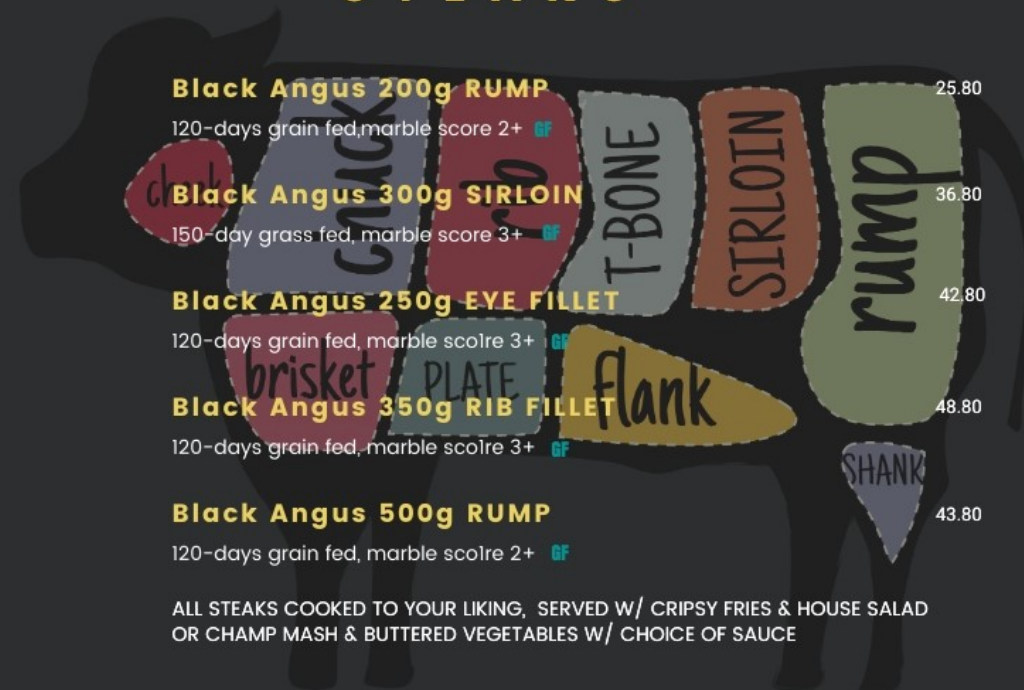 Black Angus 200g RUMP 25.80
120-days grain fed,marble score 2+ GF
Black Angus 300g SIRLOIN 36.80
150-day grass fed, marble score 3+ GF
Black Angus 250g EYE FILLET 42.80
120-days grain fed, marble sco1re 3+ GF
Black Angus 350g RIB FILLET 48.80
120-days grain fed, marble sco1re 3+ GF
Black Angus 500g RUMP 43.80
120-days grain fed, marble sco1re 2+ GF
ALL STEAKS COOKED TO YOUR LIKING, SERVED W/ CRIPSY FRIES & HOUSE SALAD
OR CHAMP MASH & BUTTERED VEGETABLES W/ CHOICE OF SAUCE
cheek
chuck
rib
T-BONE
SIRLOIN
rump
brisket
PLATE
flank
SHANK